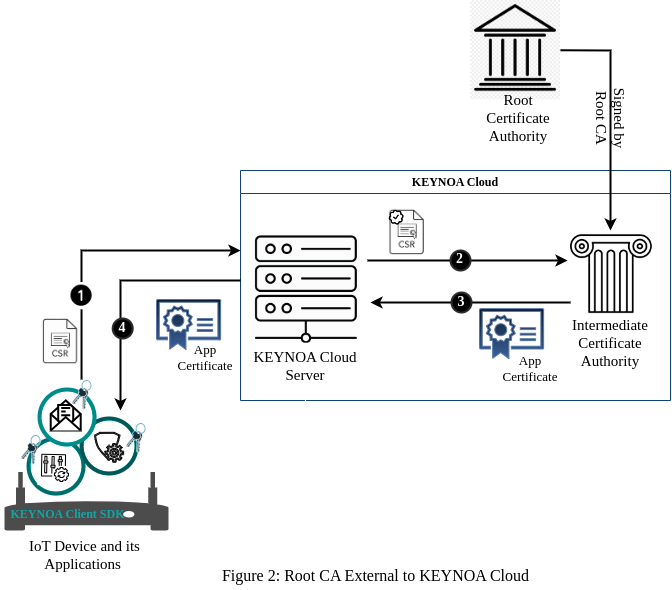 Root
Certificate
Authority
Signed by
Root CA
KEYNOA Cloud
CSR
2
1
3
4
CSR
App
Certificate
KEYNOA Cloud
Server
App
Certificate
Intermediate
Certificate
Authority
KEYNOA Client SDK
IoT Device and its
Applications
Figure 2: Root CA External to KEYNOA Cloud